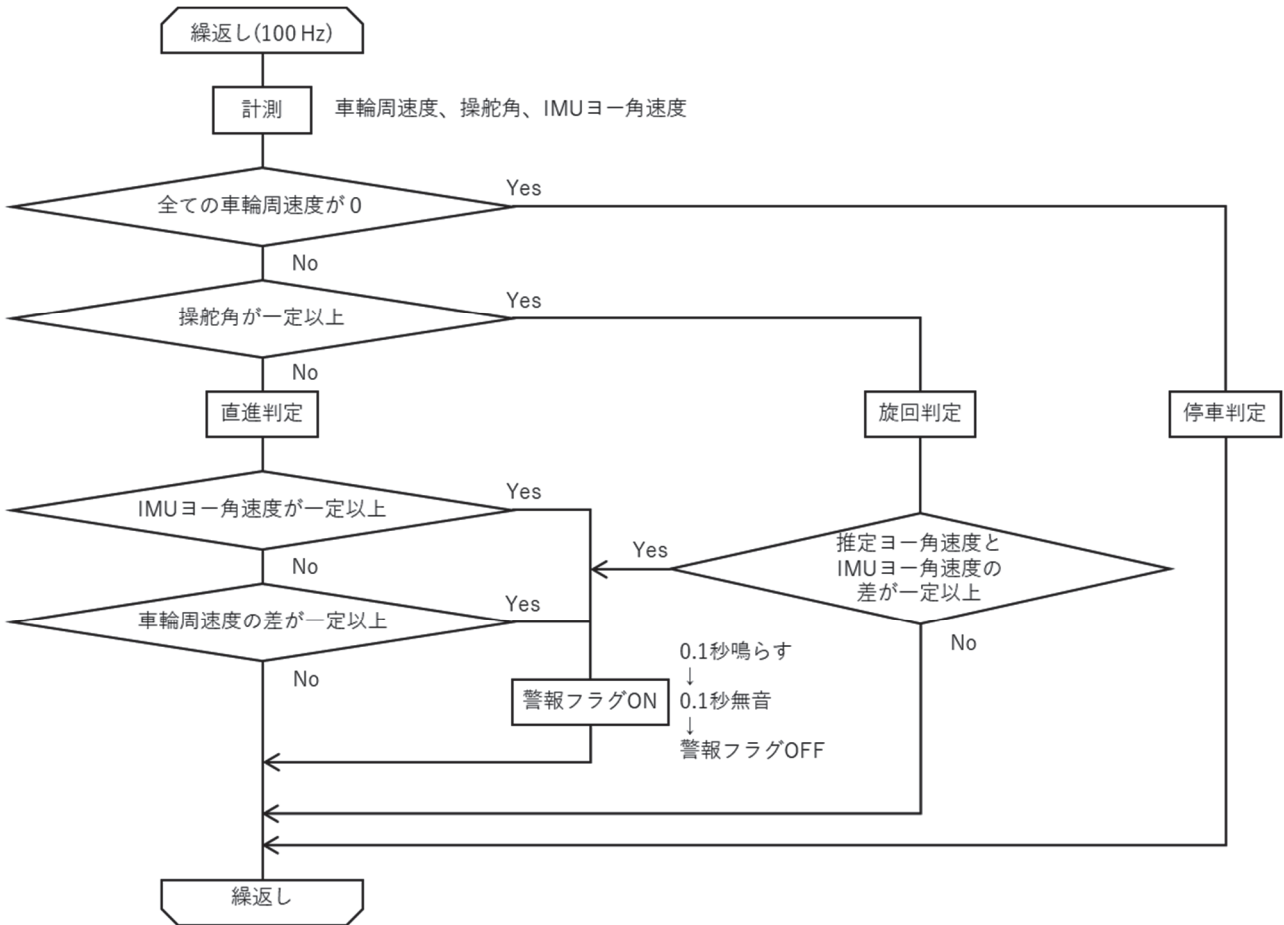 繰返し(100 Hz)
計測
車輪周速度、操舵角、IMUヨー角速度
全ての車輪周速度が 0
Yes
No
操舵角が一定以上
Yes
No
直進判定
旋回判定
停車判定
IMUヨー角速度が一定以上
Yes
No
推定ヨー角速度と
IMUヨー角速度の
差が一定以上
Yes
No
車輪周速度の差が一定以上
Yes
No
警報フラグON
0.1秒鳴らす
↓
0.1秒無音
↓
警報フラグOFF
繰返し